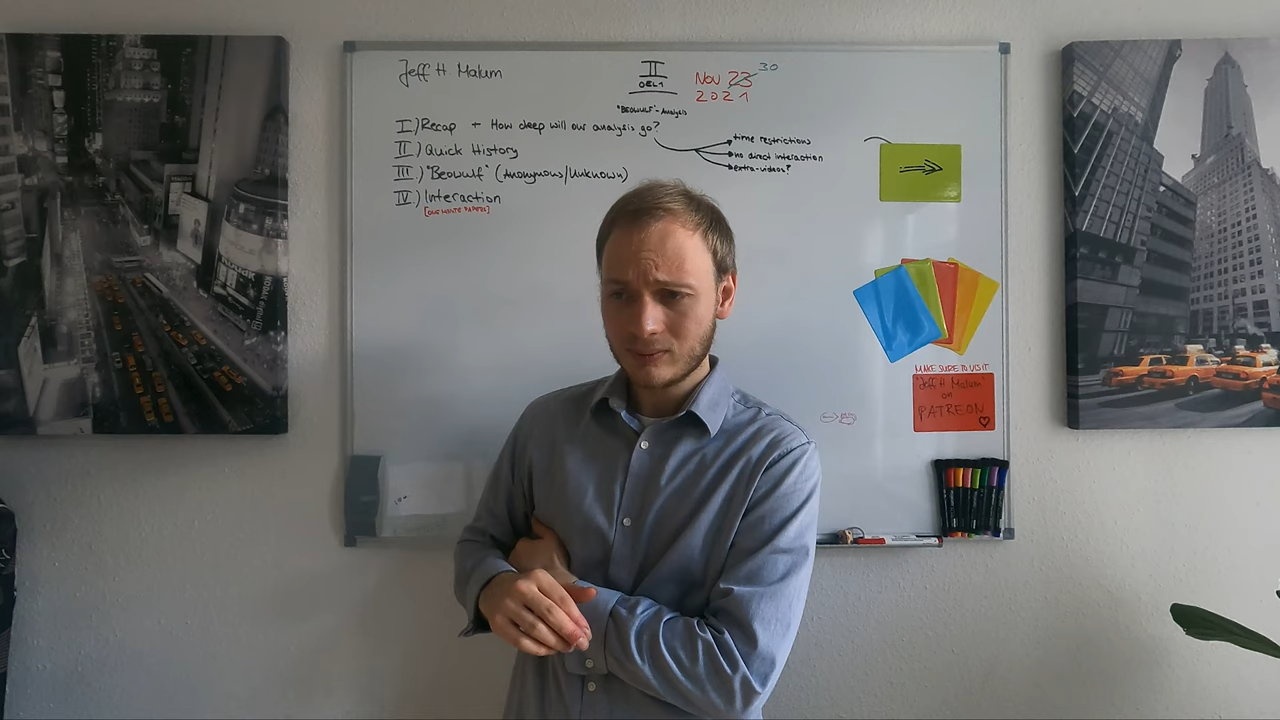 Jeff H Malum
II
OEL1
Nov 23 30
2021
"BEOWULF"-Analysis
I) Recap + How deep will our analysis go?
time restrictions
no direct interaction
extra-videos?
II) Quick History
III) "Beowulf" (Anonymous/Unknown)
IV) Interaction
MAKE SURE TO VISIT
"Jeff H Malum"
on
PATREON